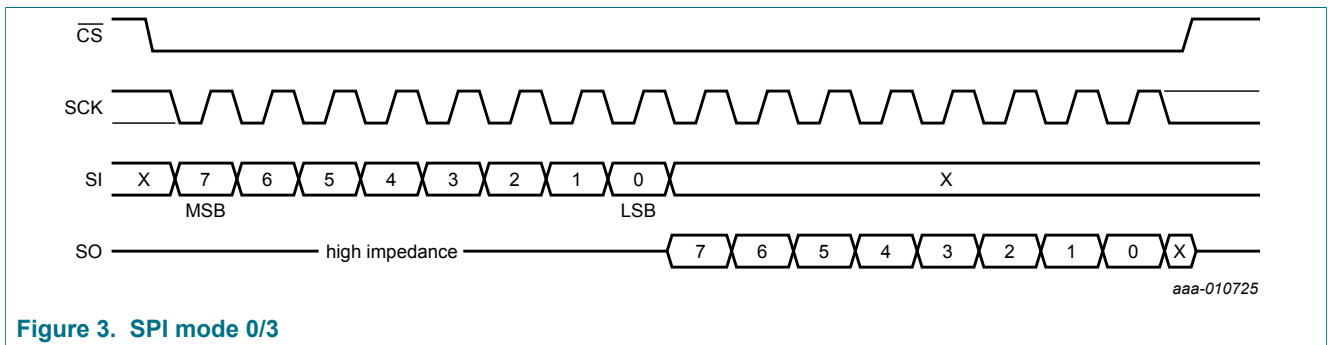 CS
SCK
SI X 7 6 5 4 3 2 1 0 X
MSB LSB
SO high impedance 7 6 5 4 3 2 1 0 X
aaa-010725
Figure 3. SPI mode 0/3